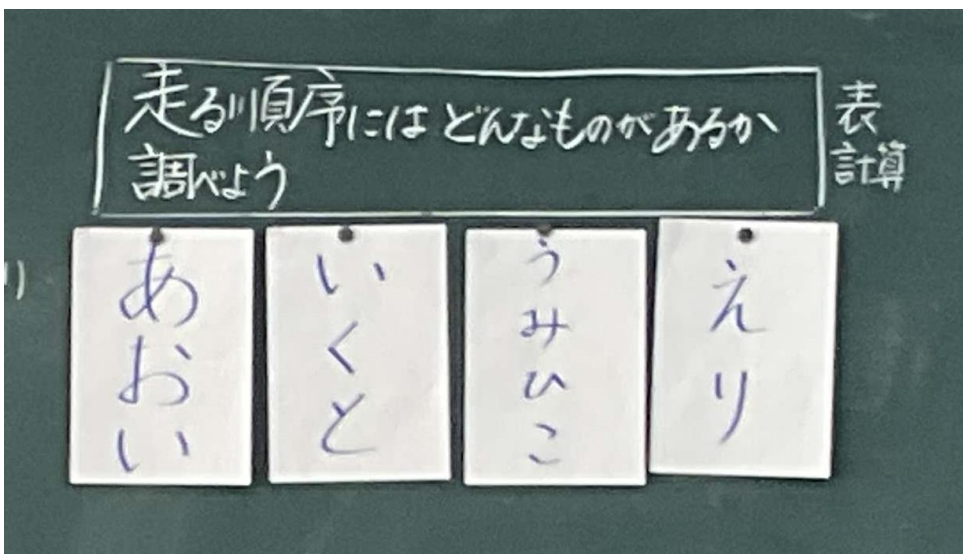 走る順序にはどんなものがあるか
調べよう
表
計算
あおい
いくと
うみひこ
えり